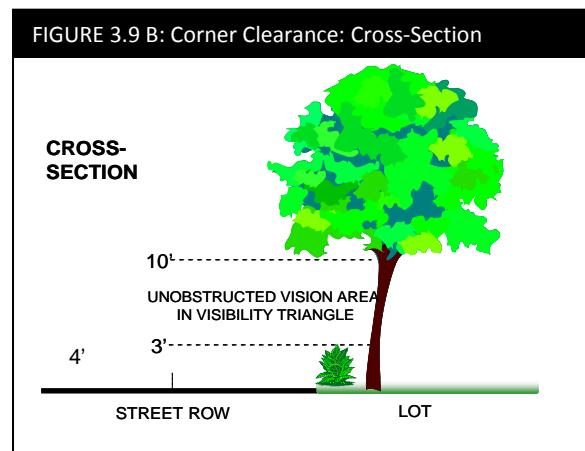 FIGURE 3.9 B: Corner Clearance: Cross-Section
CROSS-
SECTION
10'
UNOBSTRUCTED VISION AREA
IN VISIBILITY TRIANGLE
3'
4’
STREET ROW
LOT